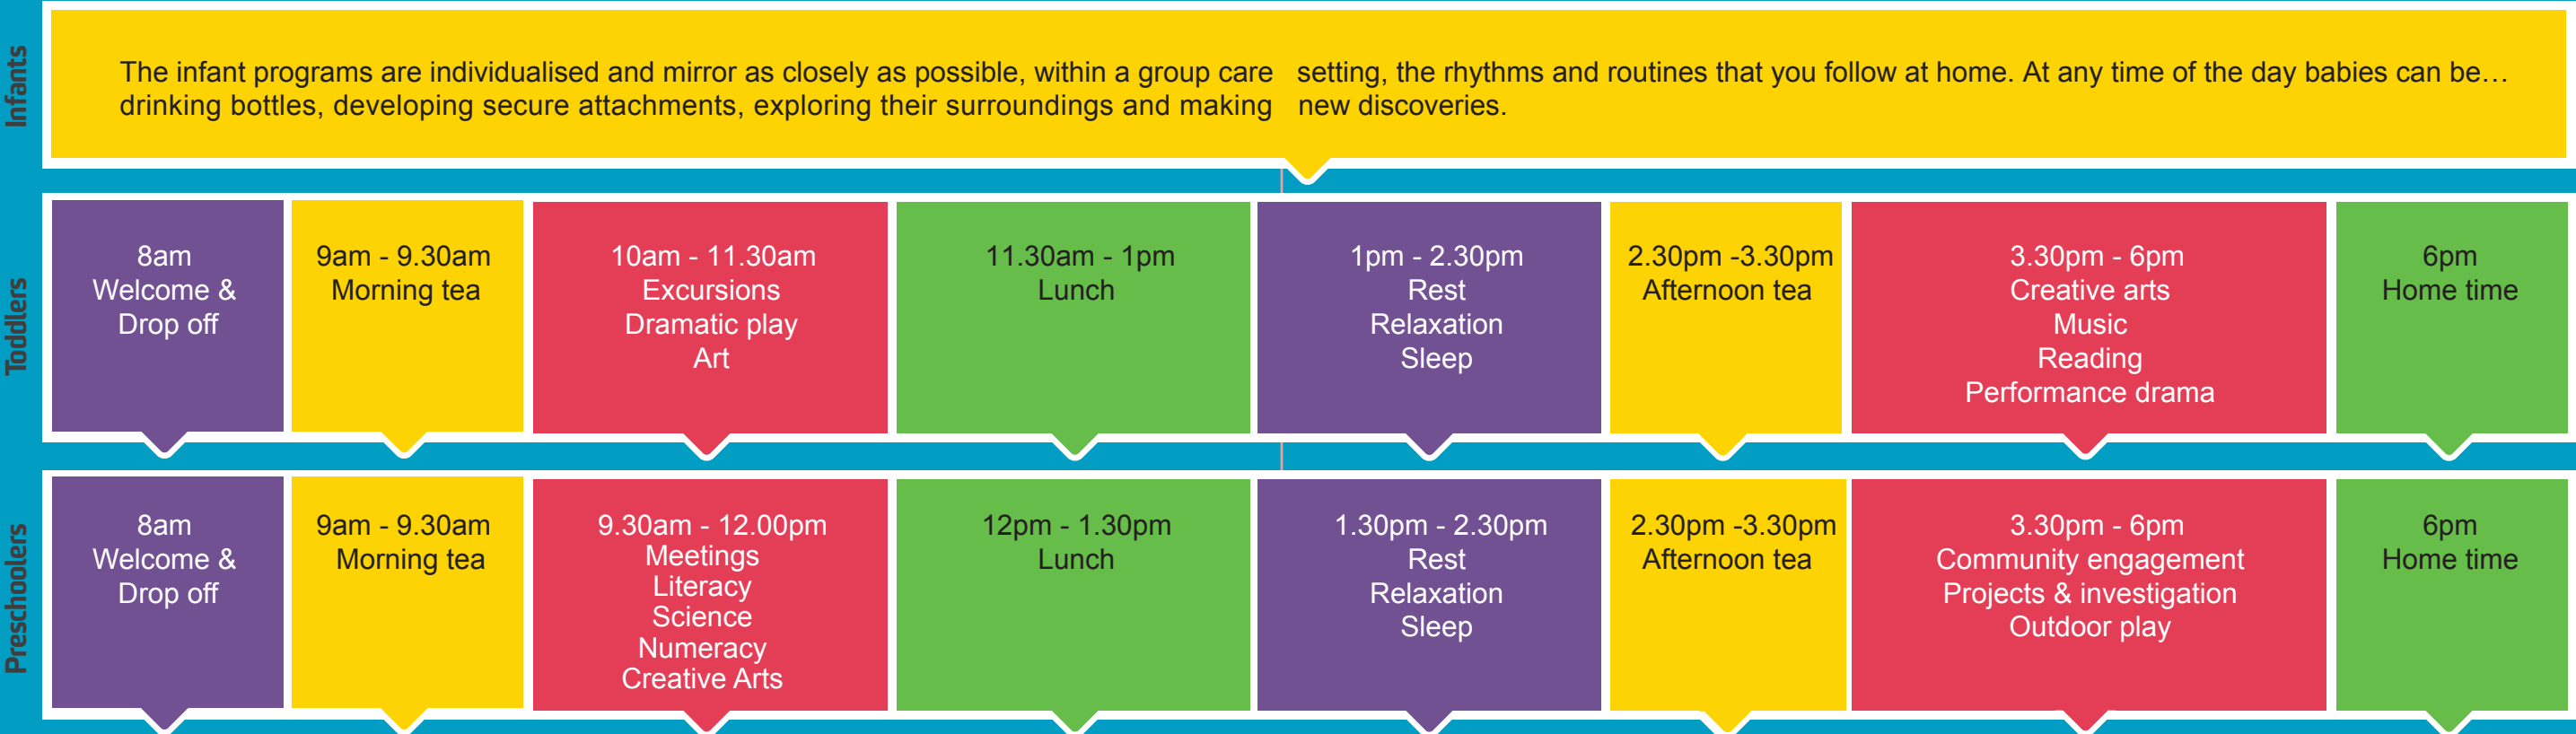 Infants
The infant programs are individualised and mirror as closely as possible, within a group care setting, the rhythms and routines that you follow at home. At any time of the day babies can be…
drinking bottles, developing secure attachments, exploring their surroundings and making new discoveries.
Toddlers
8am
Welcome &
Drop off
9am - 9.30am
Morning tea
10am - 11.30am
Excursions
Dramatic play
Art
11.30am - 1pm
Lunch
1pm - 2.30pm
Rest
Relaxation
Sleep
2.30pm -3.30pm
Afternoon tea
3.30pm - 6pm
Creative arts
Music
Reading
Performance drama
6pm
Home time
Preschoolers
8am
Welcome &
Drop off
9am - 9.30am
Morning tea
9.30am - 12.00pm
Meetings
Literacy
Science
Numeracy
Creative Arts
12pm - 1.30pm
Lunch
1.30pm - 2.30pm
Rest
Relaxation
Sleep
2.30pm -3.30pm
Afternoon tea
3.30pm - 6pm
Community engagement
Projects & investigation
Outdoor play
6pm
Home time